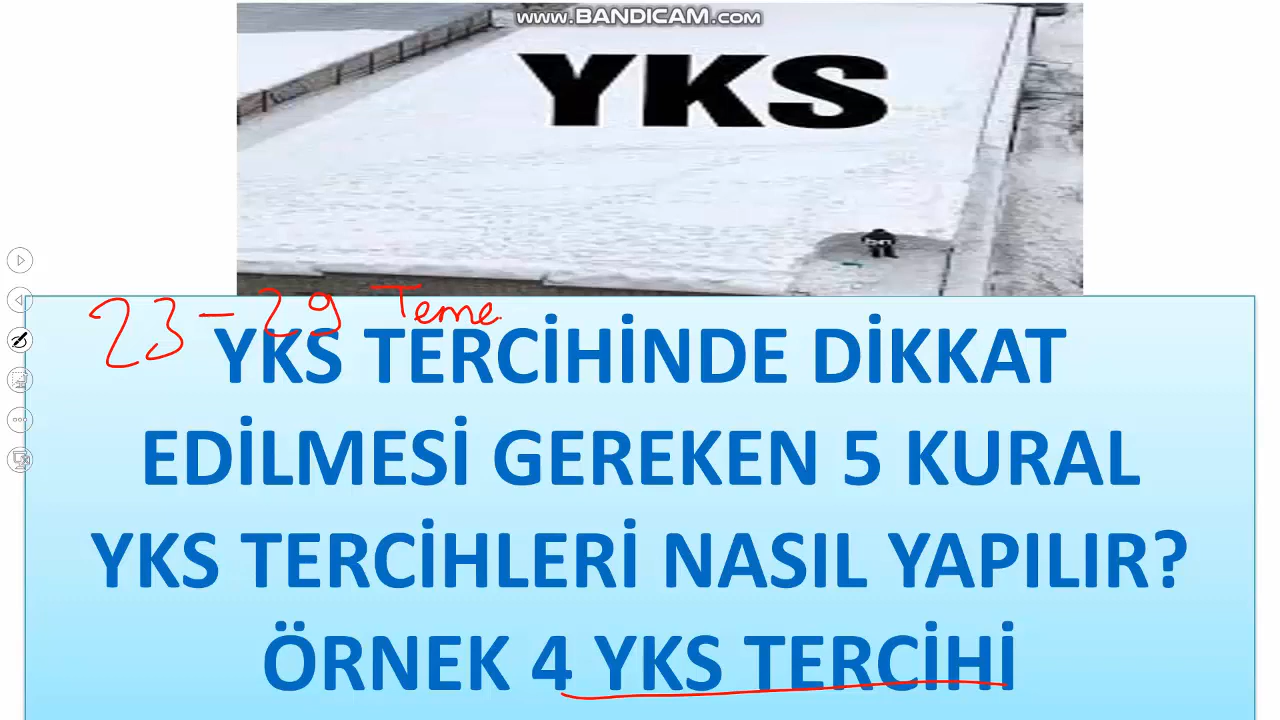 www.BANDICAM.com
YKS
23-29 Teme
YKS TERCİHİNDE DİKKAT
EDİLMESİ GEREKEN 5 KURAL
YKS TERCİHLERİ NASIL YAPILIR?
ÖRNEK 4 YKS TERCİHİ